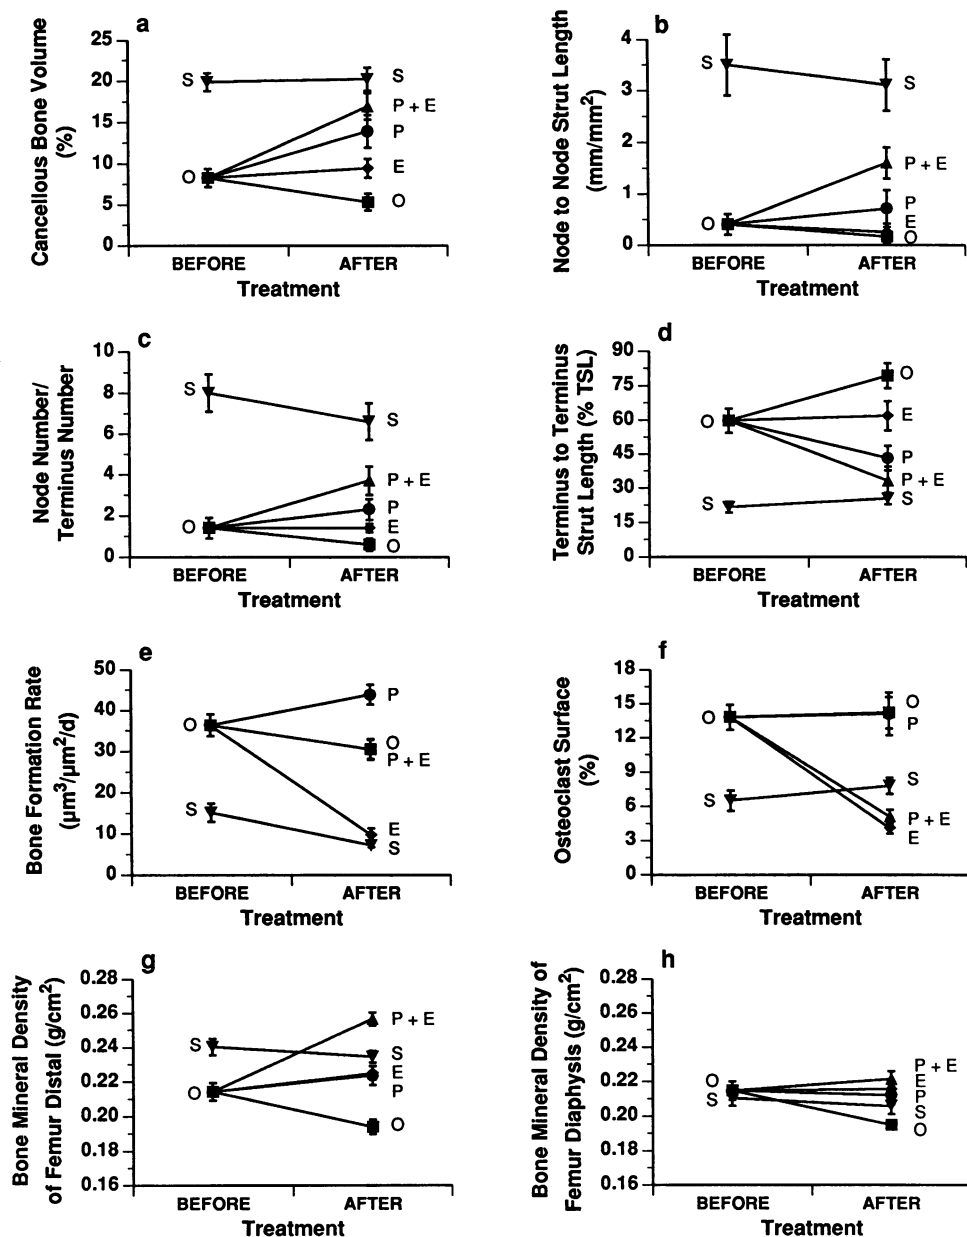 a
Cancellous Bone Volume
(%)
25
20
15
10
5
0
S
O
S
P + E
P
E
O
BEFORE
AFTER
Treatment
b
Node to Node Strut Length
(mm/mm²)
4
3
2
1
0
S
O
S
P + E
P
E
O
BEFORE
AFTER
Treatment
c
Node Number/
Terminus Number
10
8
6
4
2
0
S
O
S
P + E
P
E
O
BEFORE
AFTER
Treatment
d
Terminus to Terminus
Strut Length (% TSL)
90
75
60
45
30
15
0
O
S
O
E
P
P + E
S
BEFORE
AFTER
Treatment
e
Bone Formation Rate
(µm³/µm²/d)
50
40
30
20
10
0
O
S
P
O
P + E
E
S
BEFORE
AFTER
Treatment
f
Osteoclast Surface
(%)
18
15
12
9
6
3
0
O
S
O
P
S
P + E
E
BEFORE
AFTER
Treatment
g
Bone Mineral Density
of Femur Distal (g/cm²)
0.28
0.26
0.24
0.22
0.20
0.18
0.16
S
O
P + E
S
E
P
O
BEFORE
AFTER
Treatment
h
Bone Mineral Density of
Femur Diaphysis (g/cm²)
0.28
0.26
0.24
0.22
0.20
0.18
0.16
O
S
P + E
E
P
S
O
BEFORE
AFTER
Treatment